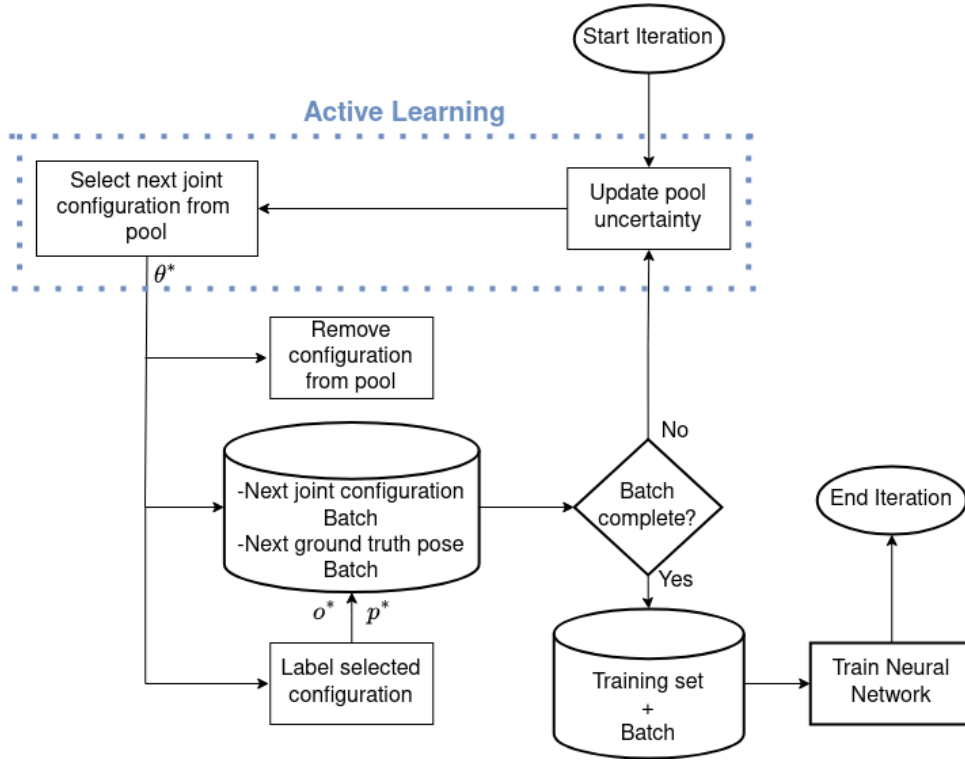 Start Iteration
Active Learning
Select next joint
configuration from
pool
Update pool
uncertainty
θ*
Remove
configuration
from pool
No
-Next joint configuration
Batch
-Next ground truth pose
Batch
Batch
complete?
End Iteration
Yes
o* p*
Label selected
configuration
Training set
+
Batch
Train Neural
Network